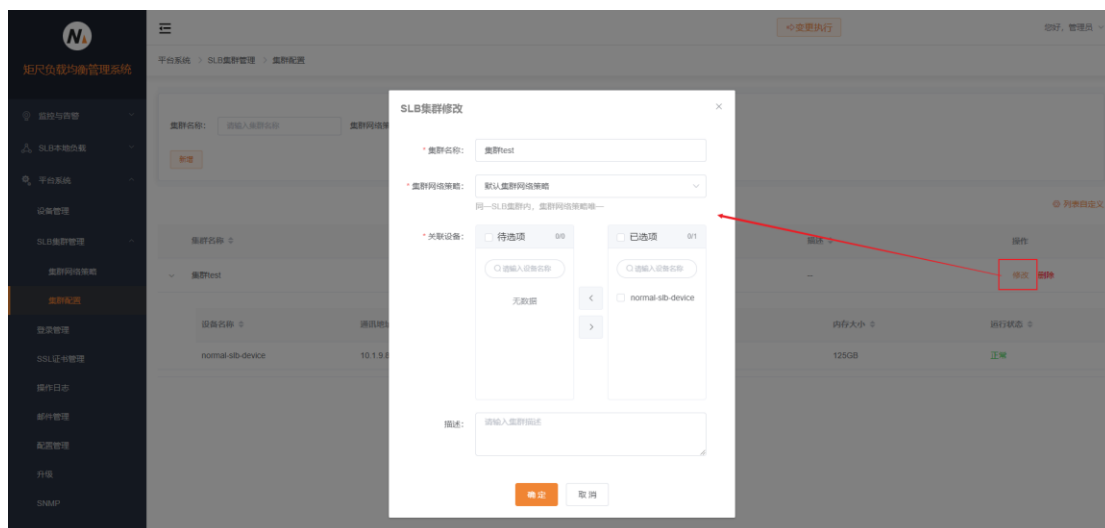 矩尺负载均衡管理系统
监控与告警
SLB本地负载
平台系统
设备管理
SLB集群管理
集群网络策略
集群配置
登录管理
SSL证书管理
操作日志
邮件管理
配置管理
升级
SNMP
变更执行
您好，管理员
平台系统 > SLB集群管理 > 集群配置
集群名称： 请输入集群名称 集群网络策
新增
列表自定义
集群名称 描述 操作
集群test -- 修改 删除
设备名称 通讯地址 内存大小 运行状态
normal-slb-device 10.1.9.8 125GB 正常
SLB集群修改
* 集群名称： 集群test
* 集群网络策略： 默认集群网络策略
同一SLB集群内，集群网络策略唯一
* 关联设备： 待选项 0/0 已选项 0/1
请输入设备名称 请输入设备名称
无数据 normal-slb-device
描述： 请输入集群描述
确定 取消